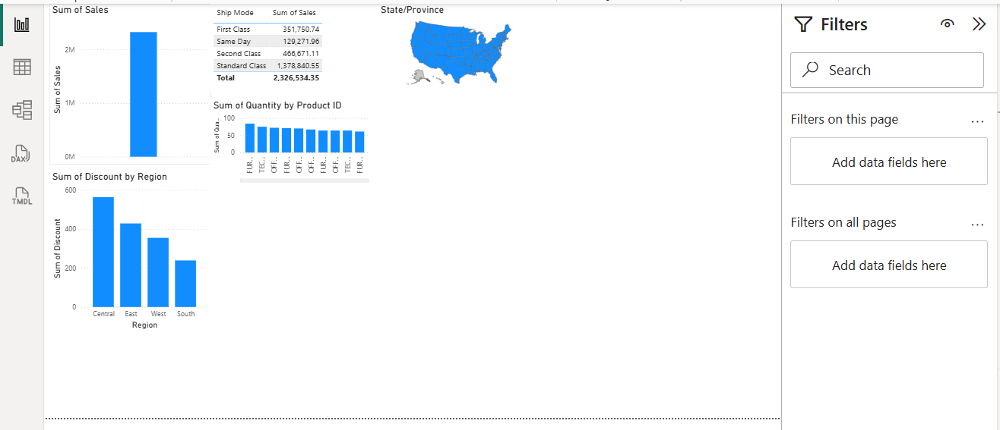 Sum of Sales
Sum of Sales
2M
1M
0M
Ship Mode Sum of Sales
First Class 351,750.74
Same Day 129,271.96
Second Class 466,671.11
Standard Class 1,378,840.55
Total 2,326,534.35
State/Province
Sum of Quantity by Product ID
Sum of Qua...
100
50
0
FUR...
TEC...
OFF...
FUR...
OFF...
OFF...
FUR...
OFF...
TEC...
FUR...
Sum of Discount by Region
Sum of Discount
600
400
200
0
Central East West South
Region
DAX
TMDL
Filters
Search
Filters on this page ...
Add data fields here
Filters on all pages ...
Add data fields here